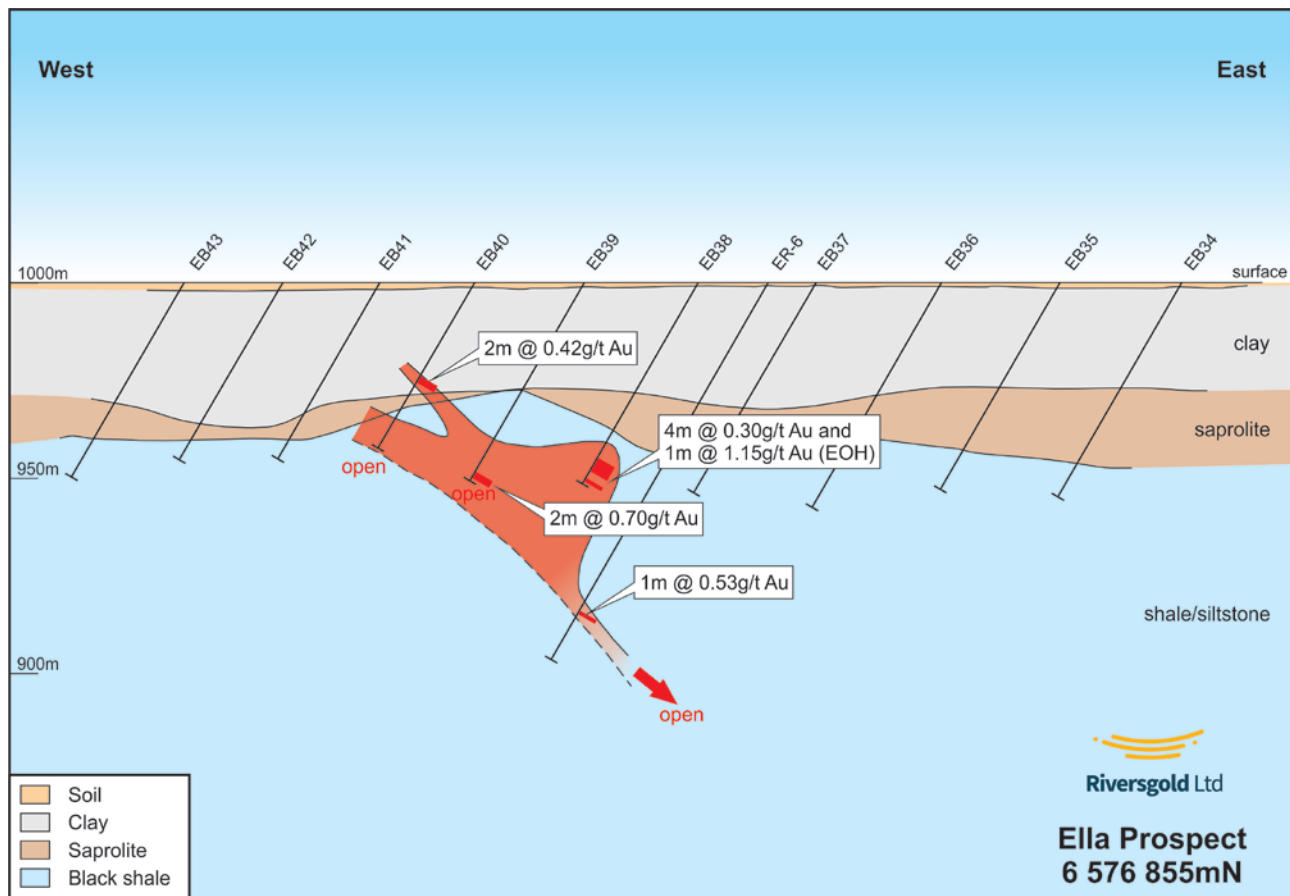 West
East
EB43
EB42
EB41
EB40
EB39
EB38
ER-6
EB37
EB36
EB35
EB34
1000m
surface
2m @ 0.42g/t Au
clay
4m @ 0.30g/t Au and
1m @ 1.15g/t Au (EOH)
saprolite
open
950m
open
2m @ 0.70g/t Au
1m @ 0.53g/t Au
shale/siltstone
900m
open
Riversgold Ltd
Soil
Clay
Saprolite
Black shale
Ella Prospect
6 576 855mN